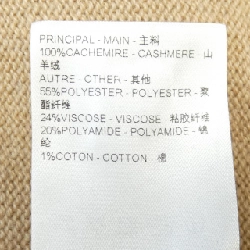 PRINCIPAL - MAIN - 主料
100%CACHEMIRE - CASHMERE 山
羊绒
AUTRE - OTHER - 其他
55%POLYESTER - POLYESTER - 聚
酯纤维
24%VISCOSE - VISCOSE 粘胶纤维
20%POLYAMIDE - POLYAMIDE - 锦
纶
1%COTON - COTTON 棉